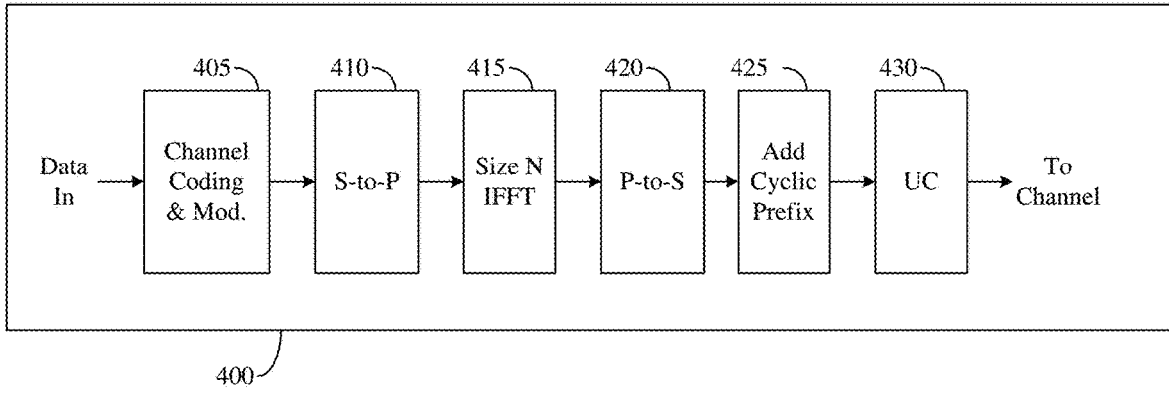 405 410 415 420 425 430
Data
In
Channel
Coding
& Mod.
S-to-P
Size N
IFFT
P-to-S
Add
Cyclic
Prefix
UC
To
Channel
400